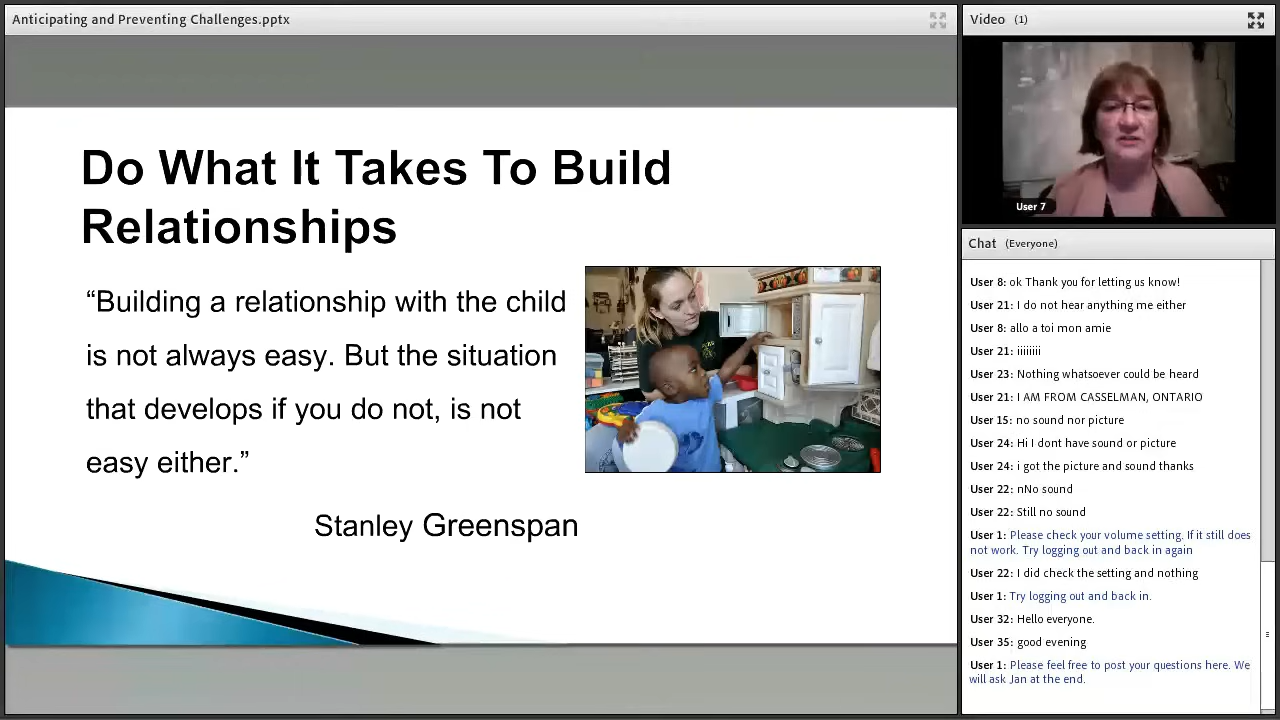 Anticipating and Preventing Challenges.pptx
Do What It Takes To Build
Relationships
“Building a relationship with the child
is not always easy. But the situation
that develops if you do not, is not
easy either.”
Stanley Greenspan
Video (1)
User 7
Chat (Everyone)
User 8: ok Thank you for letting us know!
User 21: I do not hear anything me either
User 8: allo a toi mon amie
User 21: iiiiiiii
User 23: Nothing whatsoever could be heard
User 21: I AM FROM CASSELMAN, ONTARIO
User 15: no sound nor picture
User 24: Hi I dont have sound or picture
User 24: i got the picture and sound thanks
User 22: nNo sound
User 22: Still no sound
User 1: Please check your volume setting. If it still does
not work. Try logging out and back in again
User 22: I did check the setting and nothing
User 1: Try logging out and back in.
User 32: Hello everyone.
User 35: good evening
User 1: Please feel free to post your questions here. We
will ask Jan at the end.